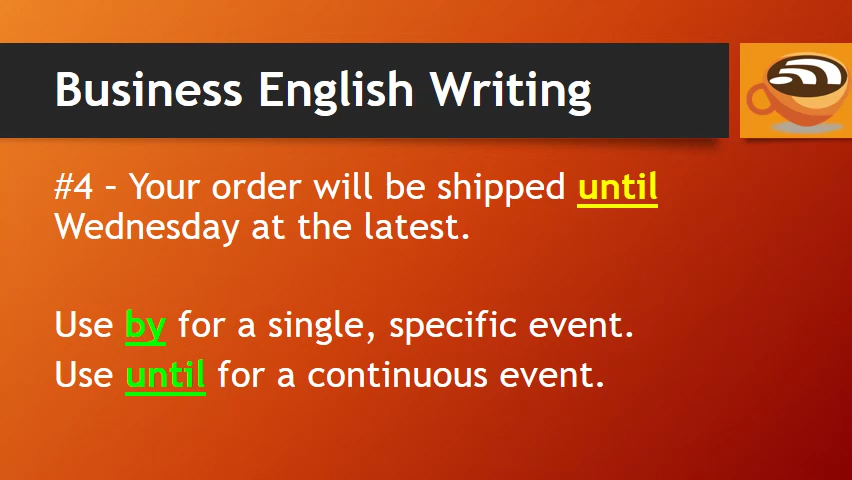 Business English Writing
#4 – Your order will be shipped until
Wednesday at the latest.
Use by for a single, specific event.
Use until for a continuous event.